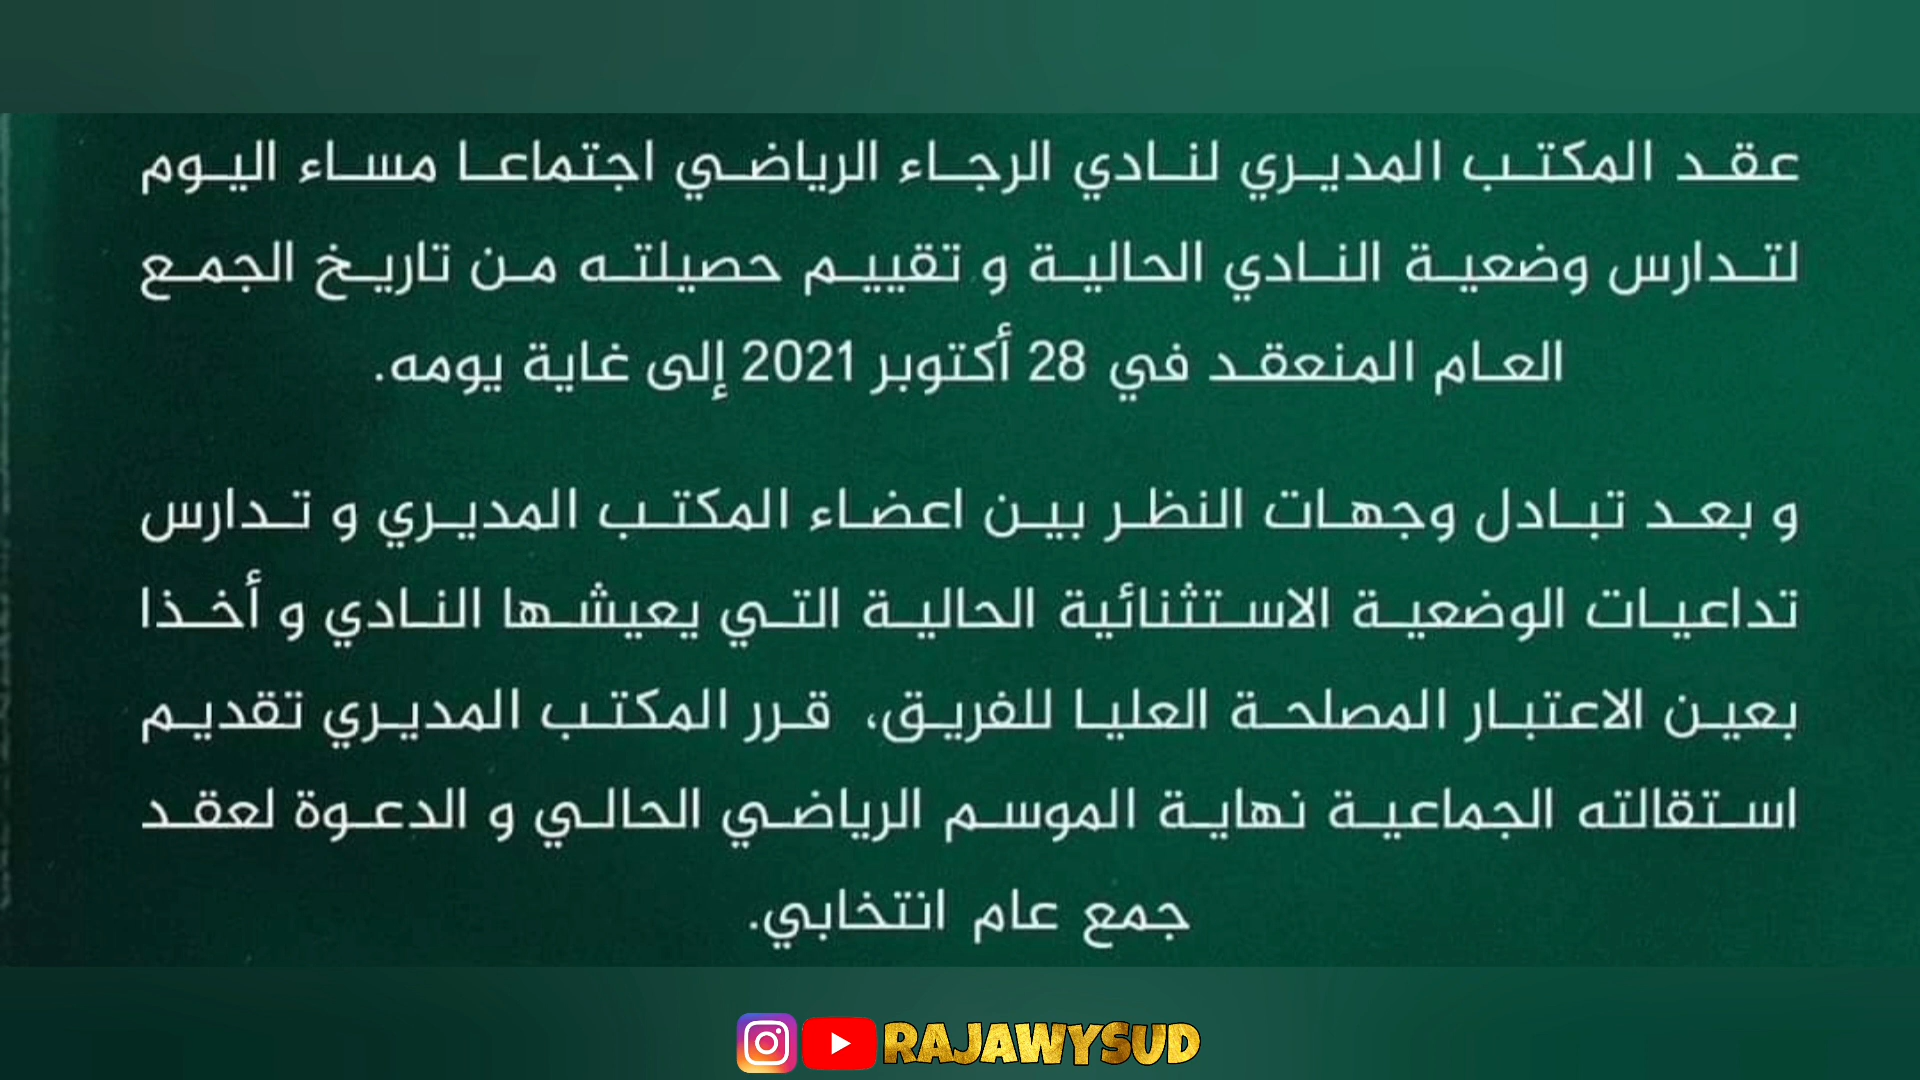 عقد المكتب المديري لنادي الرجاء الرياضي اجتماعا مساء اليوم
لتدارس وضعية النادي الحالية و تقييم حصيلته من تاريخ الجمع
العام المنعقد في 28 أكتوبر 2021 إلى غاية يومه.
و بعد تبادل وجهات النظر بين اعضاء المكتب المديري و تدارس
تداعيات الوضعية الاستثنائية الحالية التي يعيشها النادي و أخذا
بعين الاعتبار المصلحة العليا للفريق، قرر المكتب المديري تقديم
استقالته الجماعية نهاية الموسم الرياضي الحالي و الدعوة لعقد
جمع عام انتخابي.
RAJAWYSUD